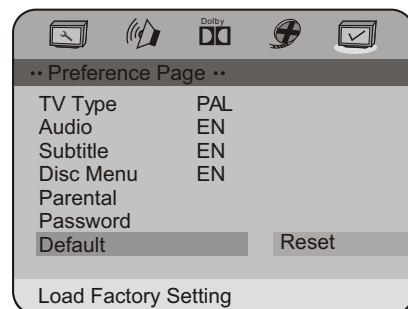 Dolby
·· Preference Page ··
TV Type PAL
Audio EN
Subtitle EN
Disc Menu EN
Parental
Password
Default Reset
Load Factory Setting